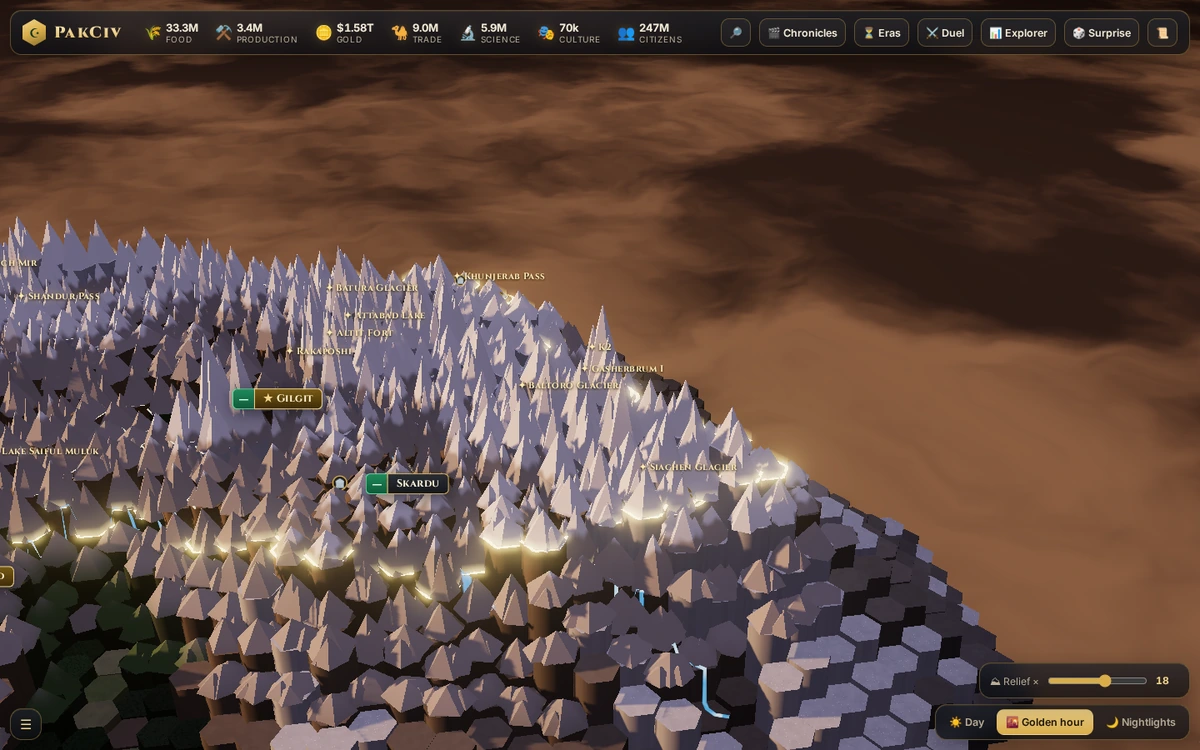 PakCiv
33.3M
FOOD
3.4M
PRODUCTION
$1.58T
GOLD
9.0M
TRADE
5.9M
SCIENCE
70k
CULTURE
247M
CITIZENS
Chronicles
Eras
Duel
Explorer
Surprise
Khunjerab Pass
ch Mir
Batura Glacier
Shandur Pass
Attabad Lake
Altit Fort
K2
Rakaposhi
Gasherbrum I
Baltoro Glacier
★ Gilgit
Lake Saiful Muluk
Siachen Glacier
Skardu
Relief ×
18
Day
Golden hour
Nightlights